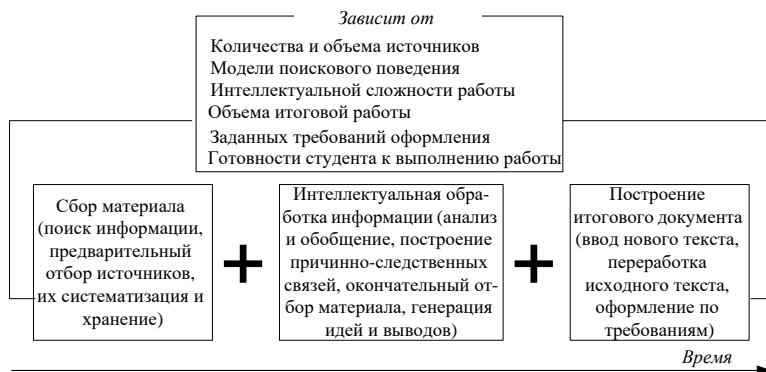 Зависит от
Количества и объема источников
Модели поискового поведения
Интеллектуальной сложности работы
Объема итоговой работы
Заданных требований оформления
Готовности студента к выполнению работы
Сбор материала
(поиск информации,
предварительный
отбор источников,
их систематизация и
хранение)
+
Интеллектуальная обра-
ботка информации (анализ
и обобщение, построение
причинно-следственных
связей, окончательный от-
бор материала, генерация
идей и выводов)
+
Построение
итогового документа
(ввод нового текста,
переработка
исходного текста,
оформление по
требованиям)
Время